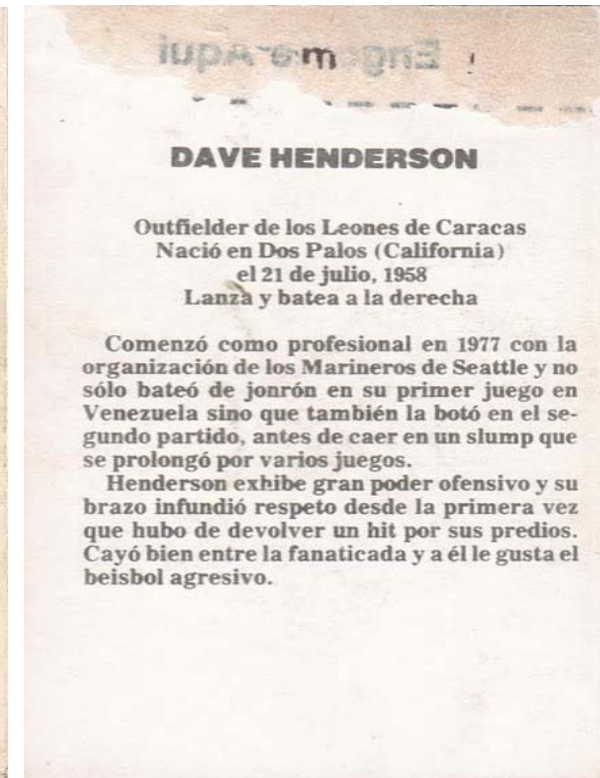 DAVE HENDERSON
Outfielder de los Leones de Caracas
Nació en Dos Palos (California)
el 21 de julio, 1958
Lanza y batea a la derecha
Comenzó como profesional en 1977 con la
organización de los Marineros de Seattle y no
sólo bateó de jonrón en su primer juego en
Venezuela sino que también la botó en el se-
gundo partido, antes de caer en un slump que
se prolongó por varios juegos.
Henderson exhibe gran poder ofensivo y su
brazo infundió respeto desde la primera vez
que hubo de devolver un hit por sus predios.
Cayó bien entre la fanaticada y a él le gusta el
beisbol agresivo.